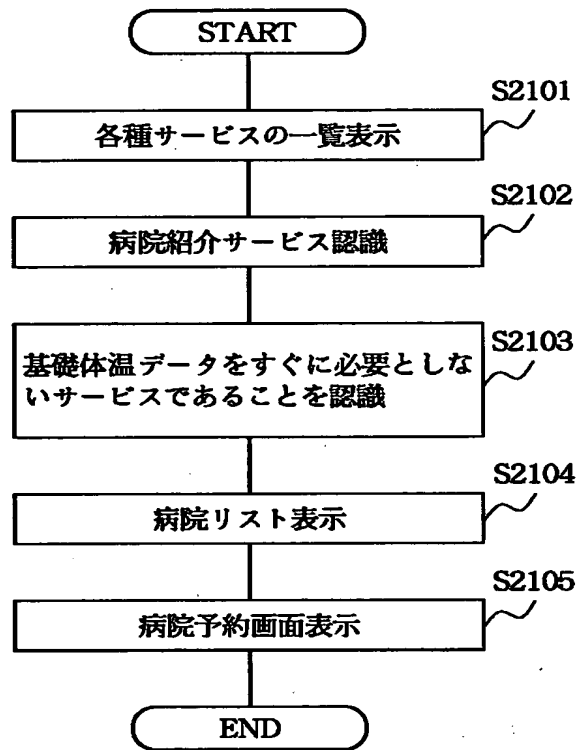 START
S2101
各種サービスの一覧表示
S2102
病院紹介サービス認識
S2103
基礎体温データをすぐに必要としな
いサービスであることを認識
S2104
病院リスト表示
S2105
病院予約画面表示
END